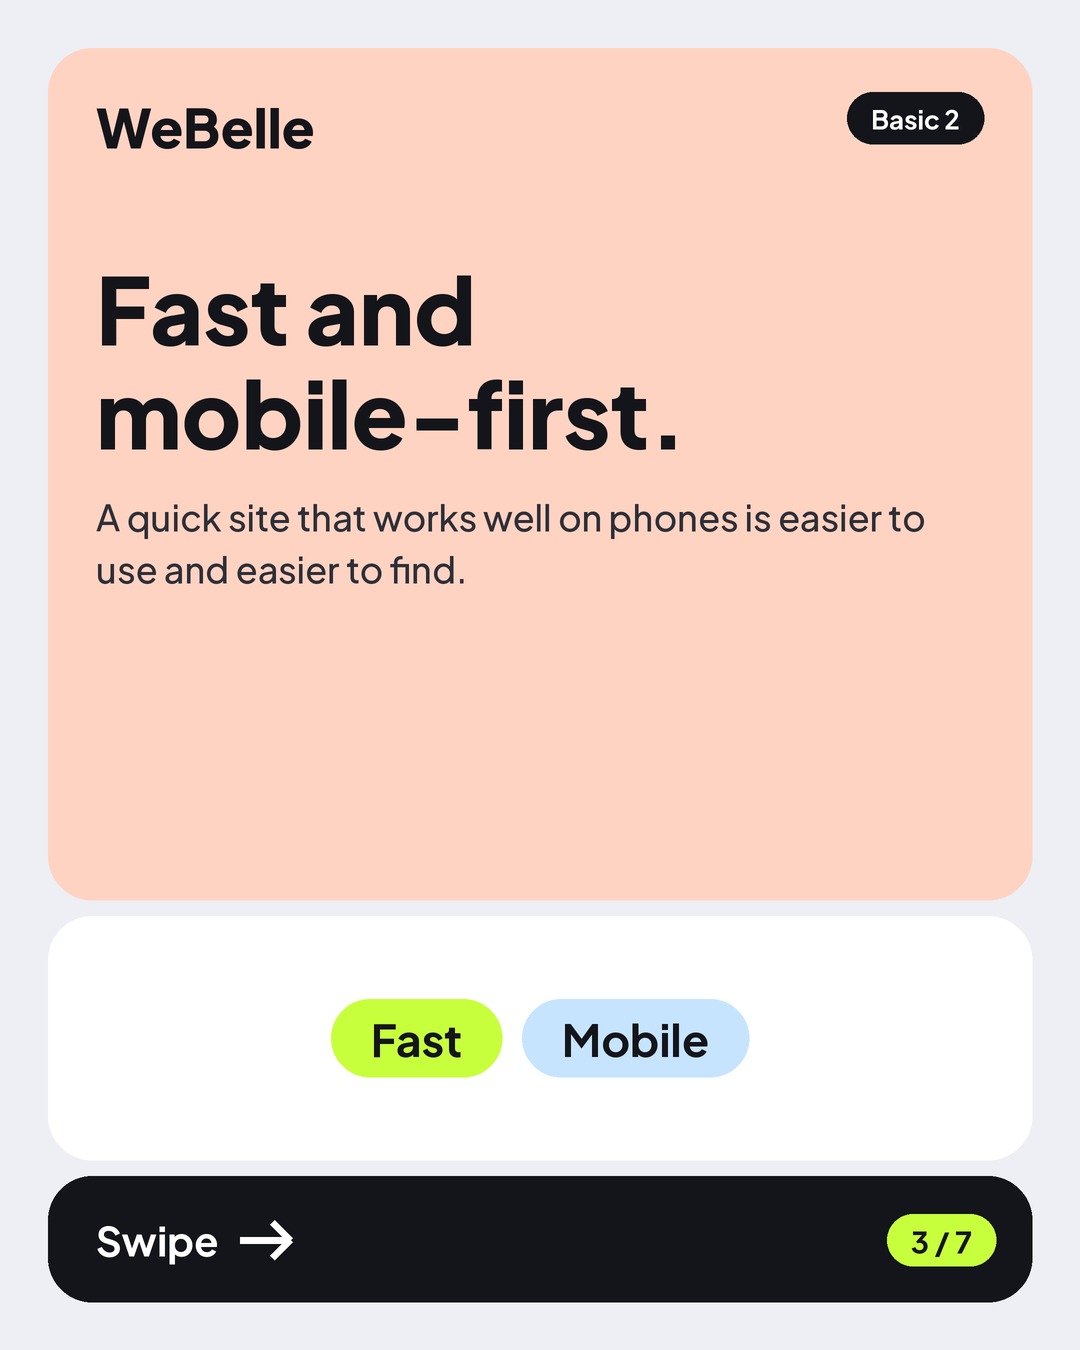 WeBelle
Basic 2
Fast and
mobile-first.
A quick site that works well on phones is easier to
use and easier to find.
Fast
Mobile
Swipe →
3 / 7